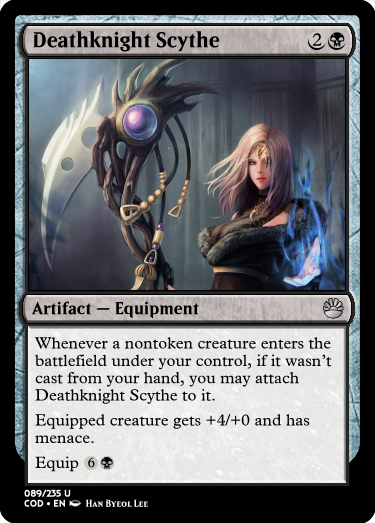 Deathknight Scythe 2
Artifact — Equipment
Whenever a nontoken creature enters the
battlefield under your control, if it wasn't
cast from your hand, you may attach
Deathknight Scythe to it.
Equipped creature gets +4/+0 and has
menace.
Equip 6
089/235 U
COD • EN Han Byeol Lee